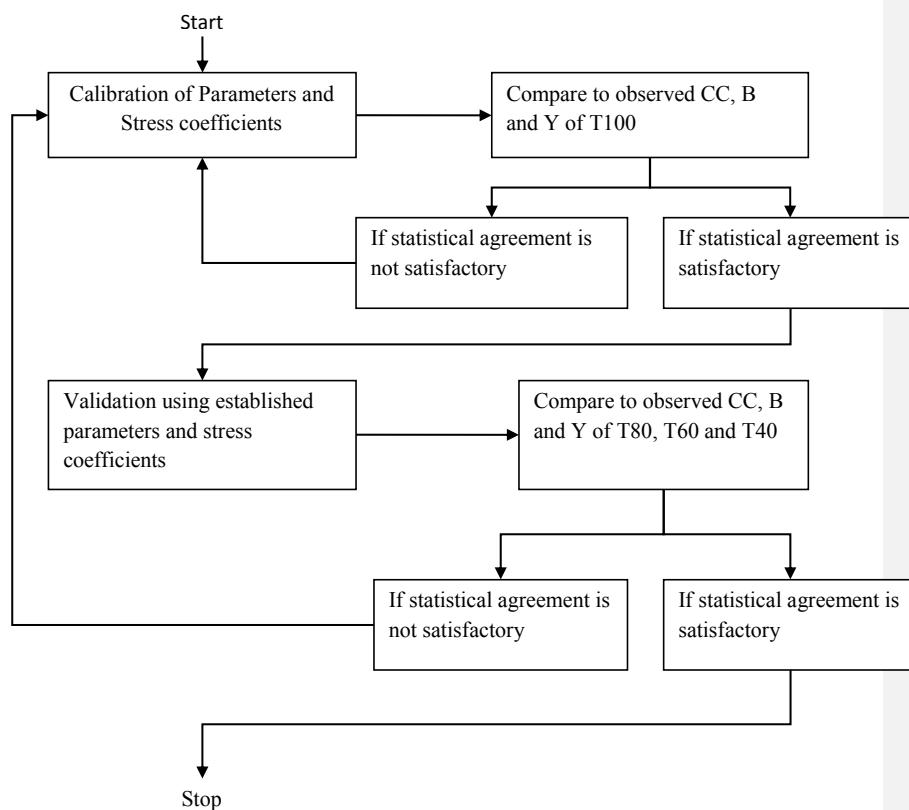 Start
Calibration of Parameters and
Stress coefficients
Compare to observed CC, B
and Y of T100
If statistical agreement is
not satisfactory
If statistical agreement is
satisfactory
Validation using established
parameters and stress
coefficients
Compare to observed CC, B
and Y of T80, T60 and T40
If statistical agreement is
not satisfactory
If statistical agreement is
satisfactory
Stop